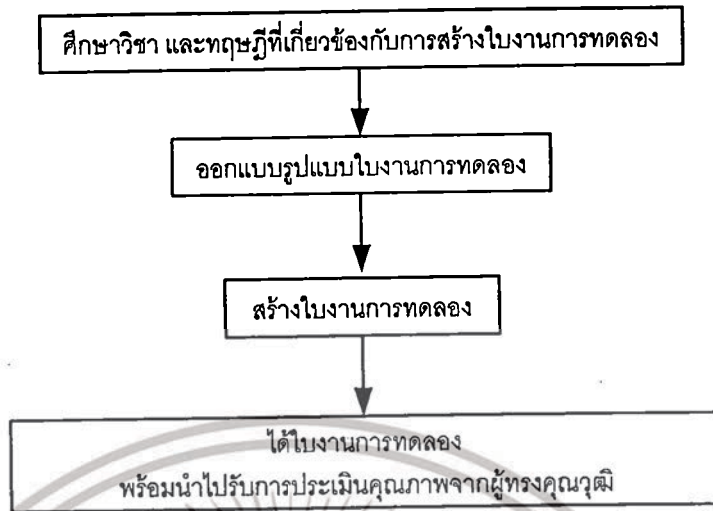 ศึกษาวิชา และทฤษฎีที่เกี่ยวข้องกับการสร้างใบงานการทดลอง
ออกแบบรูปแบบใบงานการทดลอง
สร้างใบงานการทดลอง
ได้ใบงานการทดลอง
พร้อมนำไปรับการประเมินคุณภาพจากผู้ทรงคุณวุฒิ